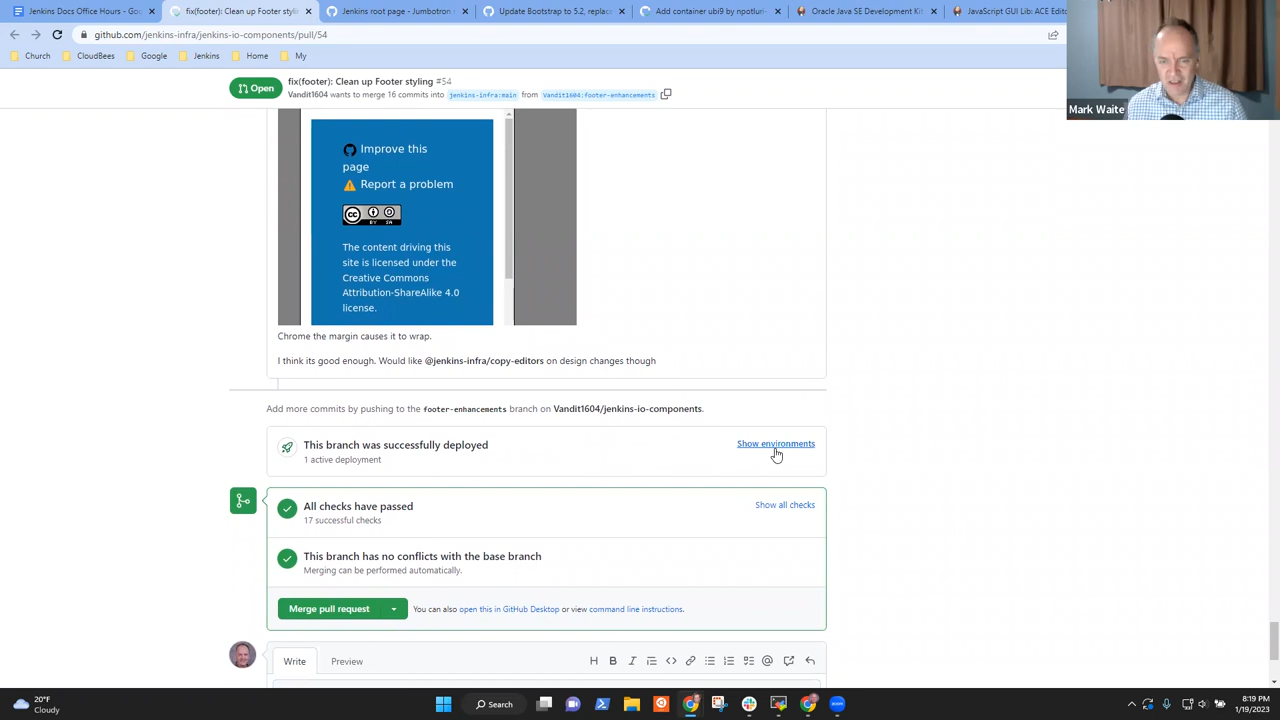 Jenkins Docs Office Hours - Goo
fix(footer): Clean up Footer styling
Jenkins root page - Jumbotron
Update Bootstrap to 5.2, replace
Add container ubi9 by npotluri-
Oracle Java SE Development Kit
JavaScript GUI Lib: ACE Edit
github.com/jenkins-infra/jenkins-io-components/pull/54
Church
CloudBees
Google
Jenkins
Home
My
Mark Waite
Open
fix(footer): Clean up Footer styling #54
Vandit1604 wants to merge 16 commits into jenkins-infra:main from Vandit1604:footer-enhancements
Improve this
page
Report a problem
CC BY SA
The content driving this
site is licensed under the
Creative Commons
Attribution-ShareAlike 4.0
license.
Chrome the margin causes it to wrap.
I think its good enough. Would like @jenkins-infra/copy-editors on design changes though
Add more commits by pushing to the footer-enhancements branch on Vandit1604/jenkins-io-components.
This branch was successfully deployed
Show environments
1 active deployment
All checks have passed
Show all checks
17 successful checks
This branch has no conflicts with the base branch
Merging can be performed automatically.
Merge pull request
You can also open this in GitHub Desktop or view command line instructions.
Write
Preview
20°F
Cloudy
Search
8:19 PM
1/19/2023